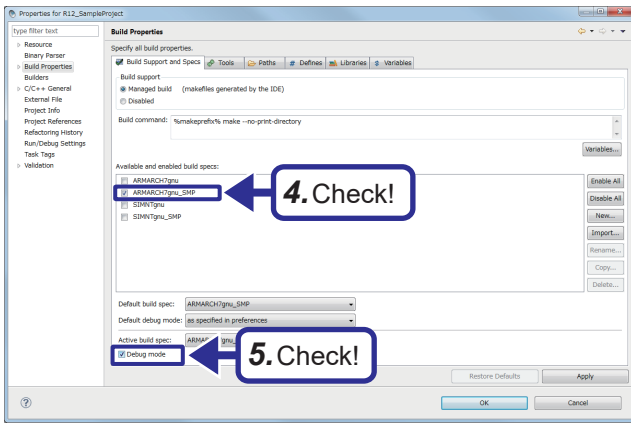 Properties for R12_SampleProject
type filter text
Resource
Binary Parser
Build Properties
Builders
C/C++ General
External File
Project Info
Project References
Refactoring History
Run/Debug Settings
Task Tags
Validation
Build Properties
Specify all build properties.
Build Support and Specs Tools Paths # Defines Libraries $ Variables
Build support
Managed build (makefiles generated by the IDE)
Disabled
Build command: %makeprefix% make --no-print-directory
Variables...
Available and enabled build specs:
ARMARCH7gnu
ARMARCH7gnu_SMP
SIMNTgnu
SIMNTgnu_SMP
4. Check!
Enable All
Disable All
New...
Import...
Rename...
Copy...
Delete...
Default build spec: ARMARCH7gnu_SMP
Default debug mode: as specified in preferences
Active build spec:
Debug mode
5. Check!
Restore Defaults Apply
? OK Cancel